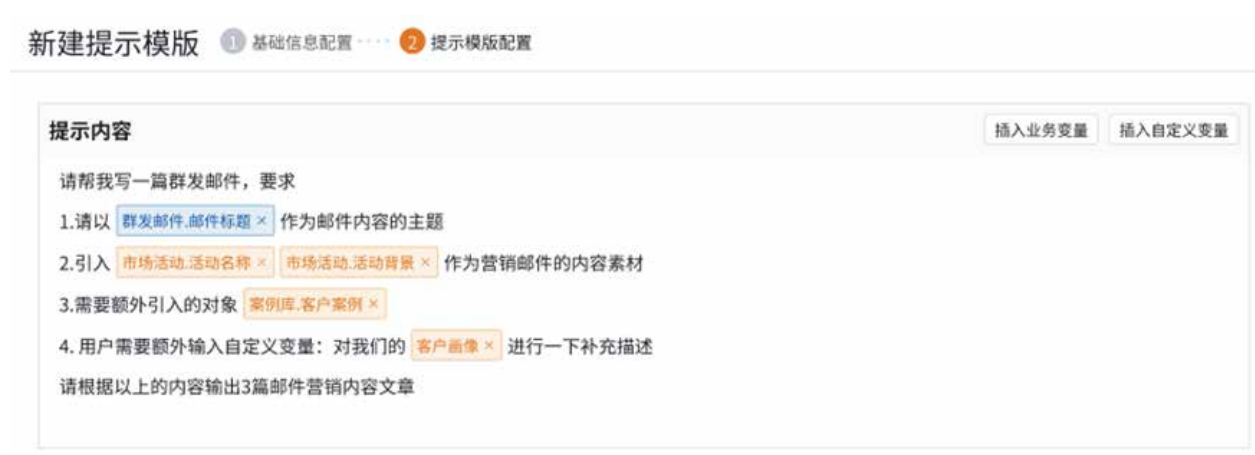 新建提示模版 1 基础信息配置 ···· 2 提示模版配置
提示内容 插入业务变量 插入自定义变量
请帮我写一篇群发邮件，要求
1.请以 群发邮件.邮件标题 × 作为邮件内容的主题
2.引入 市场活动.活动名称 × 市场活动.活动背景 × 作为营销邮件的内容素材
3.需要额外引入的对象 案例库.客户案例 ×
4. 用户需要额外输入自定义变量：对我们的 客户画像 × 进行一下补充描述
请根据以上的内容输出3篇邮件营销内容文章